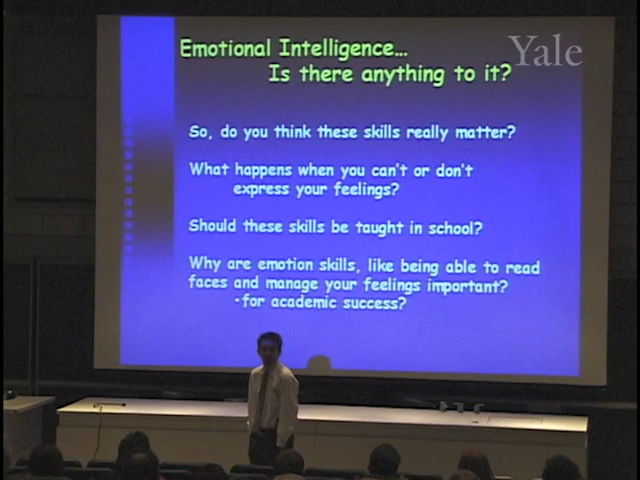 Yale
Emotional Intelligence...
Is there anything to it?
So, do you think these skills really matter?
What happens when you can't or don't
express your feelings?
Should these skills be taught in school?
Why are emotion skills, like being able to read
faces and manage your feelings important?
-for academic success?